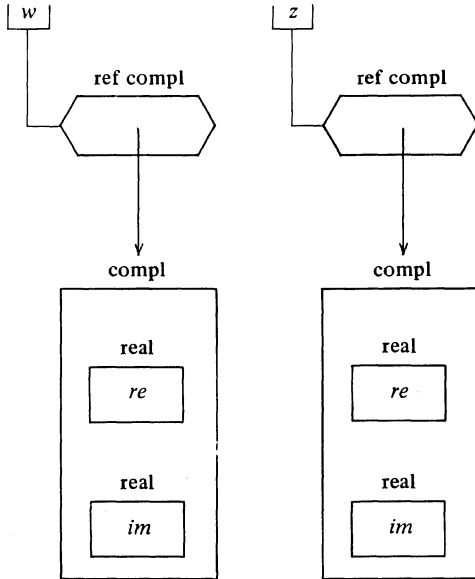 w z
ref compl ref compl
compl compl
real real
re re
real real
im im